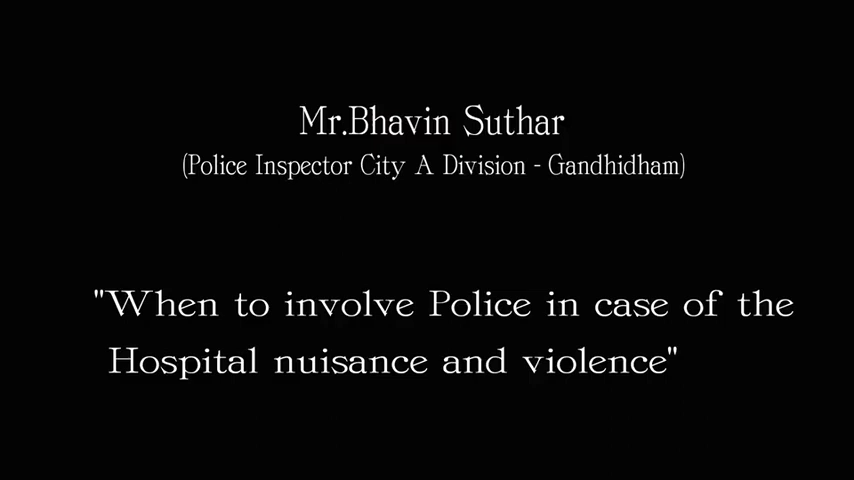 Mr.Bhavin Suthar
(Police Inspector City A Division - Gandhidham)
"When to involve Police in case of the
Hospital nuisance and violence"